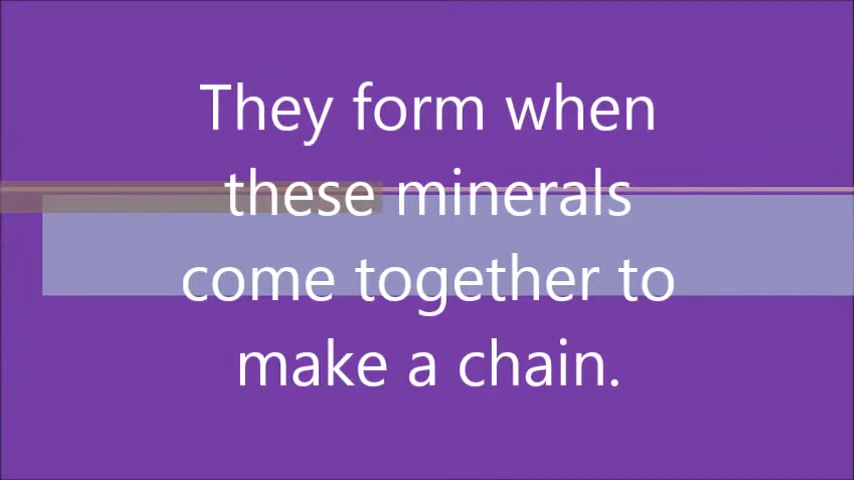 They form when
these minerals
come together to
make a chain.